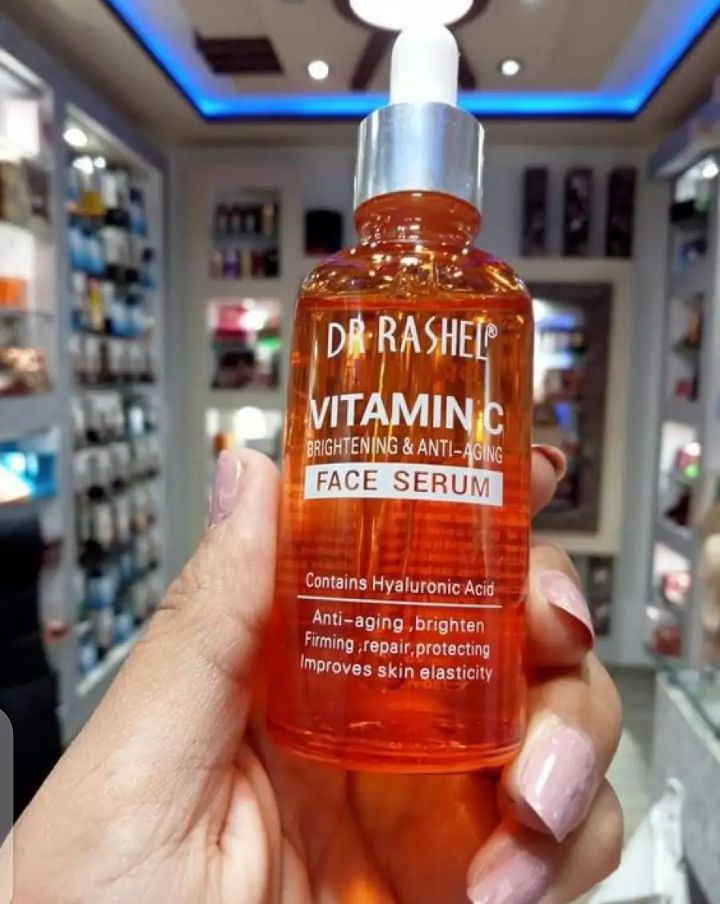 DR·RASHEL®
VITAMIN C
BRIGHTENING & ANTI-AGING
FACE SERUM
Contains Hyaluronic Acid
Anti-aging ,brighten
Firming ,repair,protecting
Improves skin elasticity